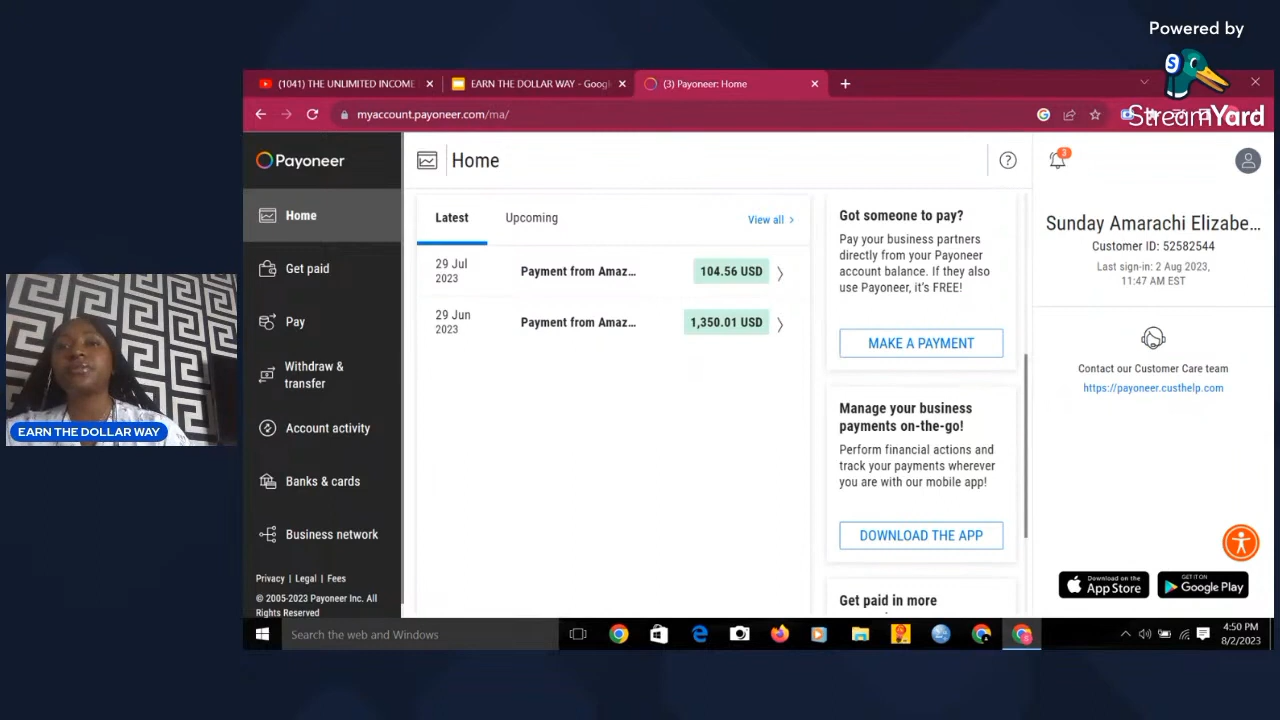 Powered by
StreamYard
(1041) THE UNLIMITED INCOME
EARN THE DOLLAR WAY - Googl
(3) Payoneer: Home
myaccount.payoneer.com/ma/
Payoneer
Home
Get paid
Pay
Withdraw &
transfer
Account activity
Banks & cards
Business network
Privacy | Legal | Fees
© 2005-2023 Payoneer Inc. All
Rights Reserved
Home
Latest
Upcoming
View all >
29 Jul
2023
Payment from Amaz...
104.56 USD
29 Jun
2023
Payment from Amaz...
1,350.01 USD
Got someone to pay?
Pay your business partners
directly from your Payoneer
account balance. If they also
use Payoneer, it's FREE!
MAKE A PAYMENT
Manage your business
payments on-the-go!
Perform financial actions and
track your payments wherever
you are with our mobile app!
DOWNLOAD THE APP
Get paid in more
3
Sunday Amarachi Elizabe...
Customer ID: 52582544
Last sign-in: 2 Aug 2023,
11:47 AM EST
Contact our Customer Care team
https://payoneer.custhelp.com
Download on the
App Store
GET IT ON
Google Play
EARN THE DOLLAR WAY
Search the web and Windows
4:50 PM
8/2/2023